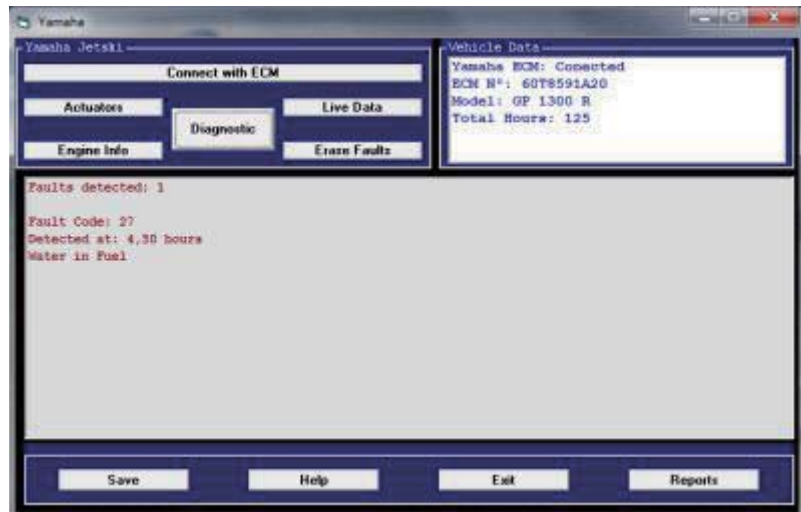 Yamaha
Yamaha Jetski
Connect with ECM
Actuators
Live Data
Diagnostic
Engine Info
Erase Faults
Vehicle Data
Yamaha ECM: Conected
ECM Nº: 60T8591A20
Model: GP 1300 R
Total Hours: 125
Faults detected: 1
Fault Code: 27
Detected at: 4,30 hours
Water in Fuel
Save
Help
Exit
Reports